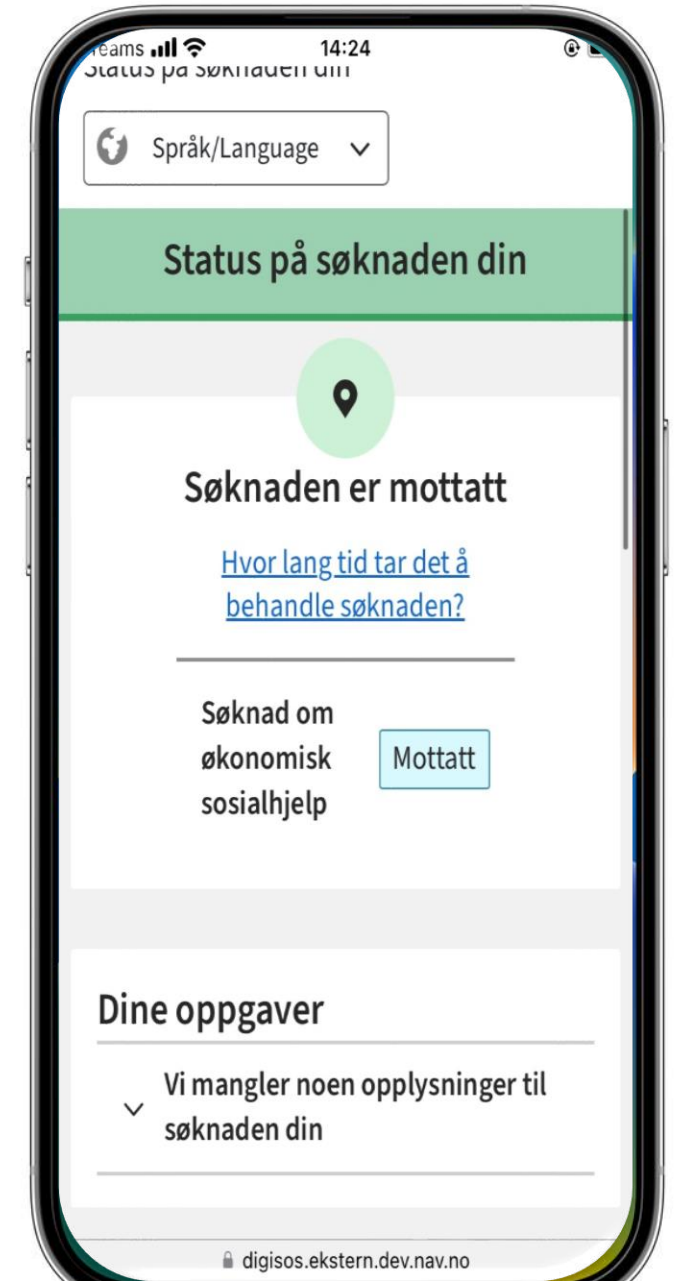 14:24
Status på søknaden din
Språk/Language
Status på søknaden din
Søknaden er mottatt
Hvor lang tid tar det å
behandle søknaden?
Søknad om
økonomisk
sosialhjelp
Mottatt
Dine oppgaver
Vi mangler noen opplysninger til
søknaden din
digisos.ekstern.dev.nav.no